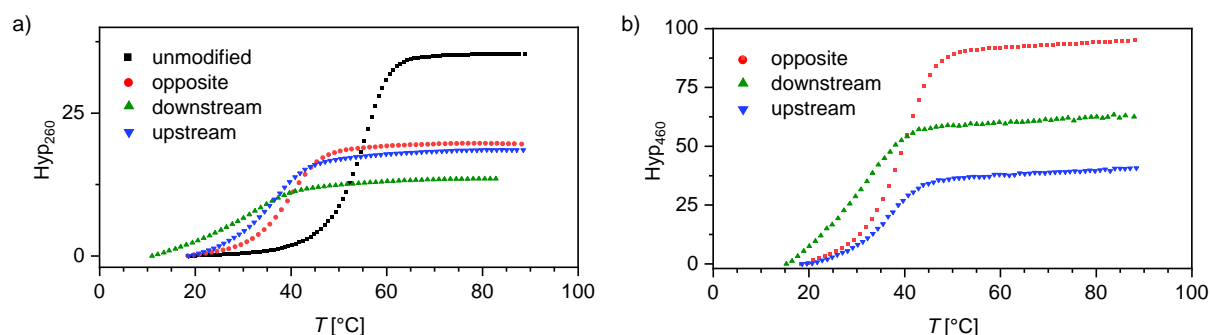 a)
Hyp260
25
0
unmodified
opposite
downstream
upstream
0 20 40 60 80 100
T [°C]
b)
Hyp460
100
75
50
25
0
opposite
downstream
upstream
0 20 40 60 80 100
T [°C]